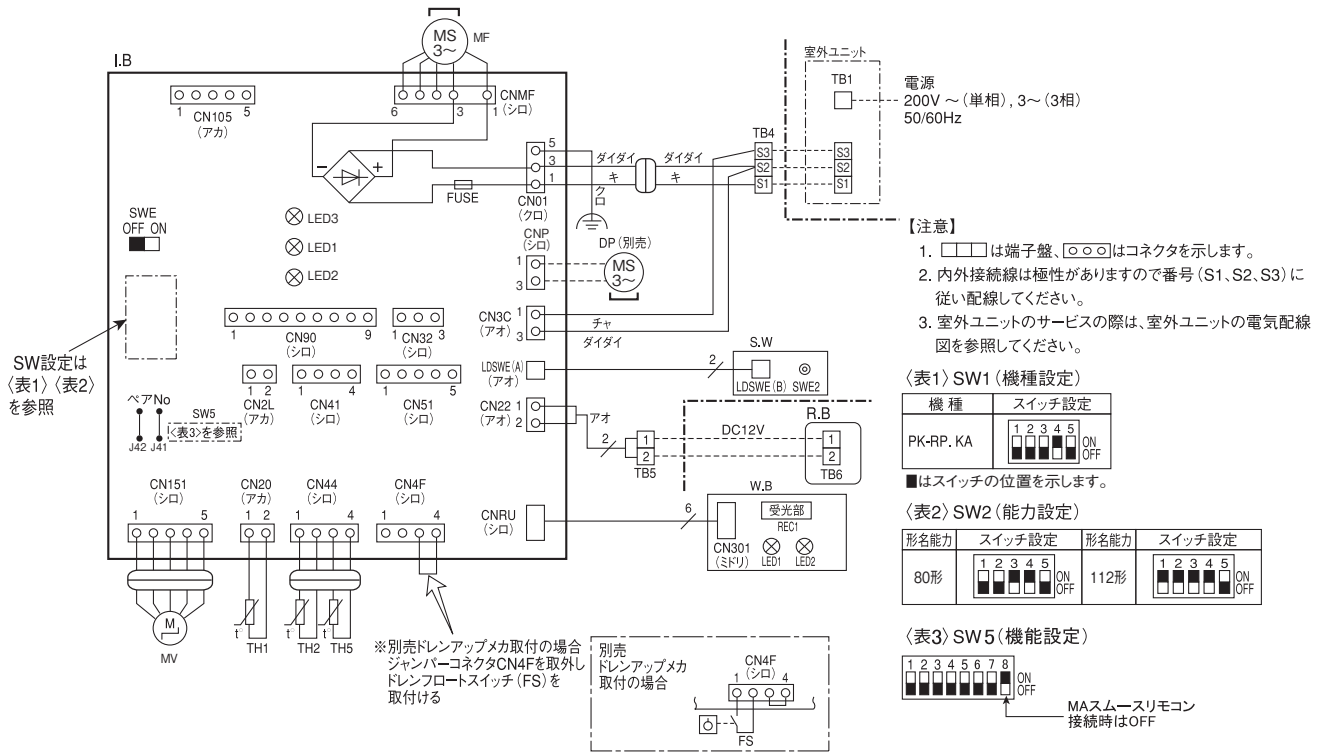 I.B
MS
3～
MF
6
3
1
CNMF
(シロ)
1
5
CN105
(アカ)
−
+
FUSE
5
3
1
CN01
(クロ)
ダイダイ
ダイダイ
キ
キ
クロ
TB4
S3
S2
S1
室外ユニット
TB1
S3
S2
S1
電源
200V ～(単相), 3～(3相)
50/60Hz
SWE
OFF ON
LED3
LED1
LED2
CNP
(シロ)
1
3
DP(別売)
MS
3～
CN3C
(アオ)
1
3
チャ
ダイダイ
SW設定は
〈表1〉〈表2〉
を参照
1
9
CN90
(シロ)
1
3
CN32
(シロ)
1 2
CN2L
(アカ)
1
4
CN41
(シロ)
1
5
CN51
(シロ)
LDSWE(A)
(アオ)
2
S.W
LDSWE(B)
SWE2
CN22
(アオ)
1
2
アオ
2
1
2
TB5
DC12V
R.B
1
2
TB6
ペアNo
J42 J41
SW5
<表3>を参照
CN151
(シロ)
1
5
CN20
(アカ)
1 2
CN44
(シロ)
1
4
CN4F
(シロ)
1
4
CNRU
(シロ)
6
W.B
CN301
(ミドリ)
受光部
REC1
LED1 LED2
M
MV
t°
TH1
t°
TH2
t°
TH5
※別売ドレンアップメカ取付の場合
ジャンパーコネクタCN4Fを取外し
ドレンフロートスイッチ(FS)を
取付ける
別売
ドレンアップメカ
取付の場合
CN4F
(シロ)
1
4
FS
【注意】
1. は端子盤、はコネクタを示します。
2. 内外接続線は極性がありますので番号(S1、S2、S3)に
従い配線してください。
3. 室外ユニットのサービスの際は、室外ユニットの電気配線
図を参照してください。
〈表1〉SW1(機種設定)
機 種 スイッチ設定
PK-RP. KA
1 2 3 4 5
ON
OFF
■はスイッチの位置を示します。
〈表2〉SW2(能力設定)
形名能力 スイッチ設定 形名能力 スイッチ設定
80形
1 2 3 4 5
ON
OFF
112形
1 2 3 4 5
ON
OFF
〈表3〉SW5(機能設定)
1 2 3 4 5 6 7 8
ON
OFF
MAスムースリモコン
接続時はOFF